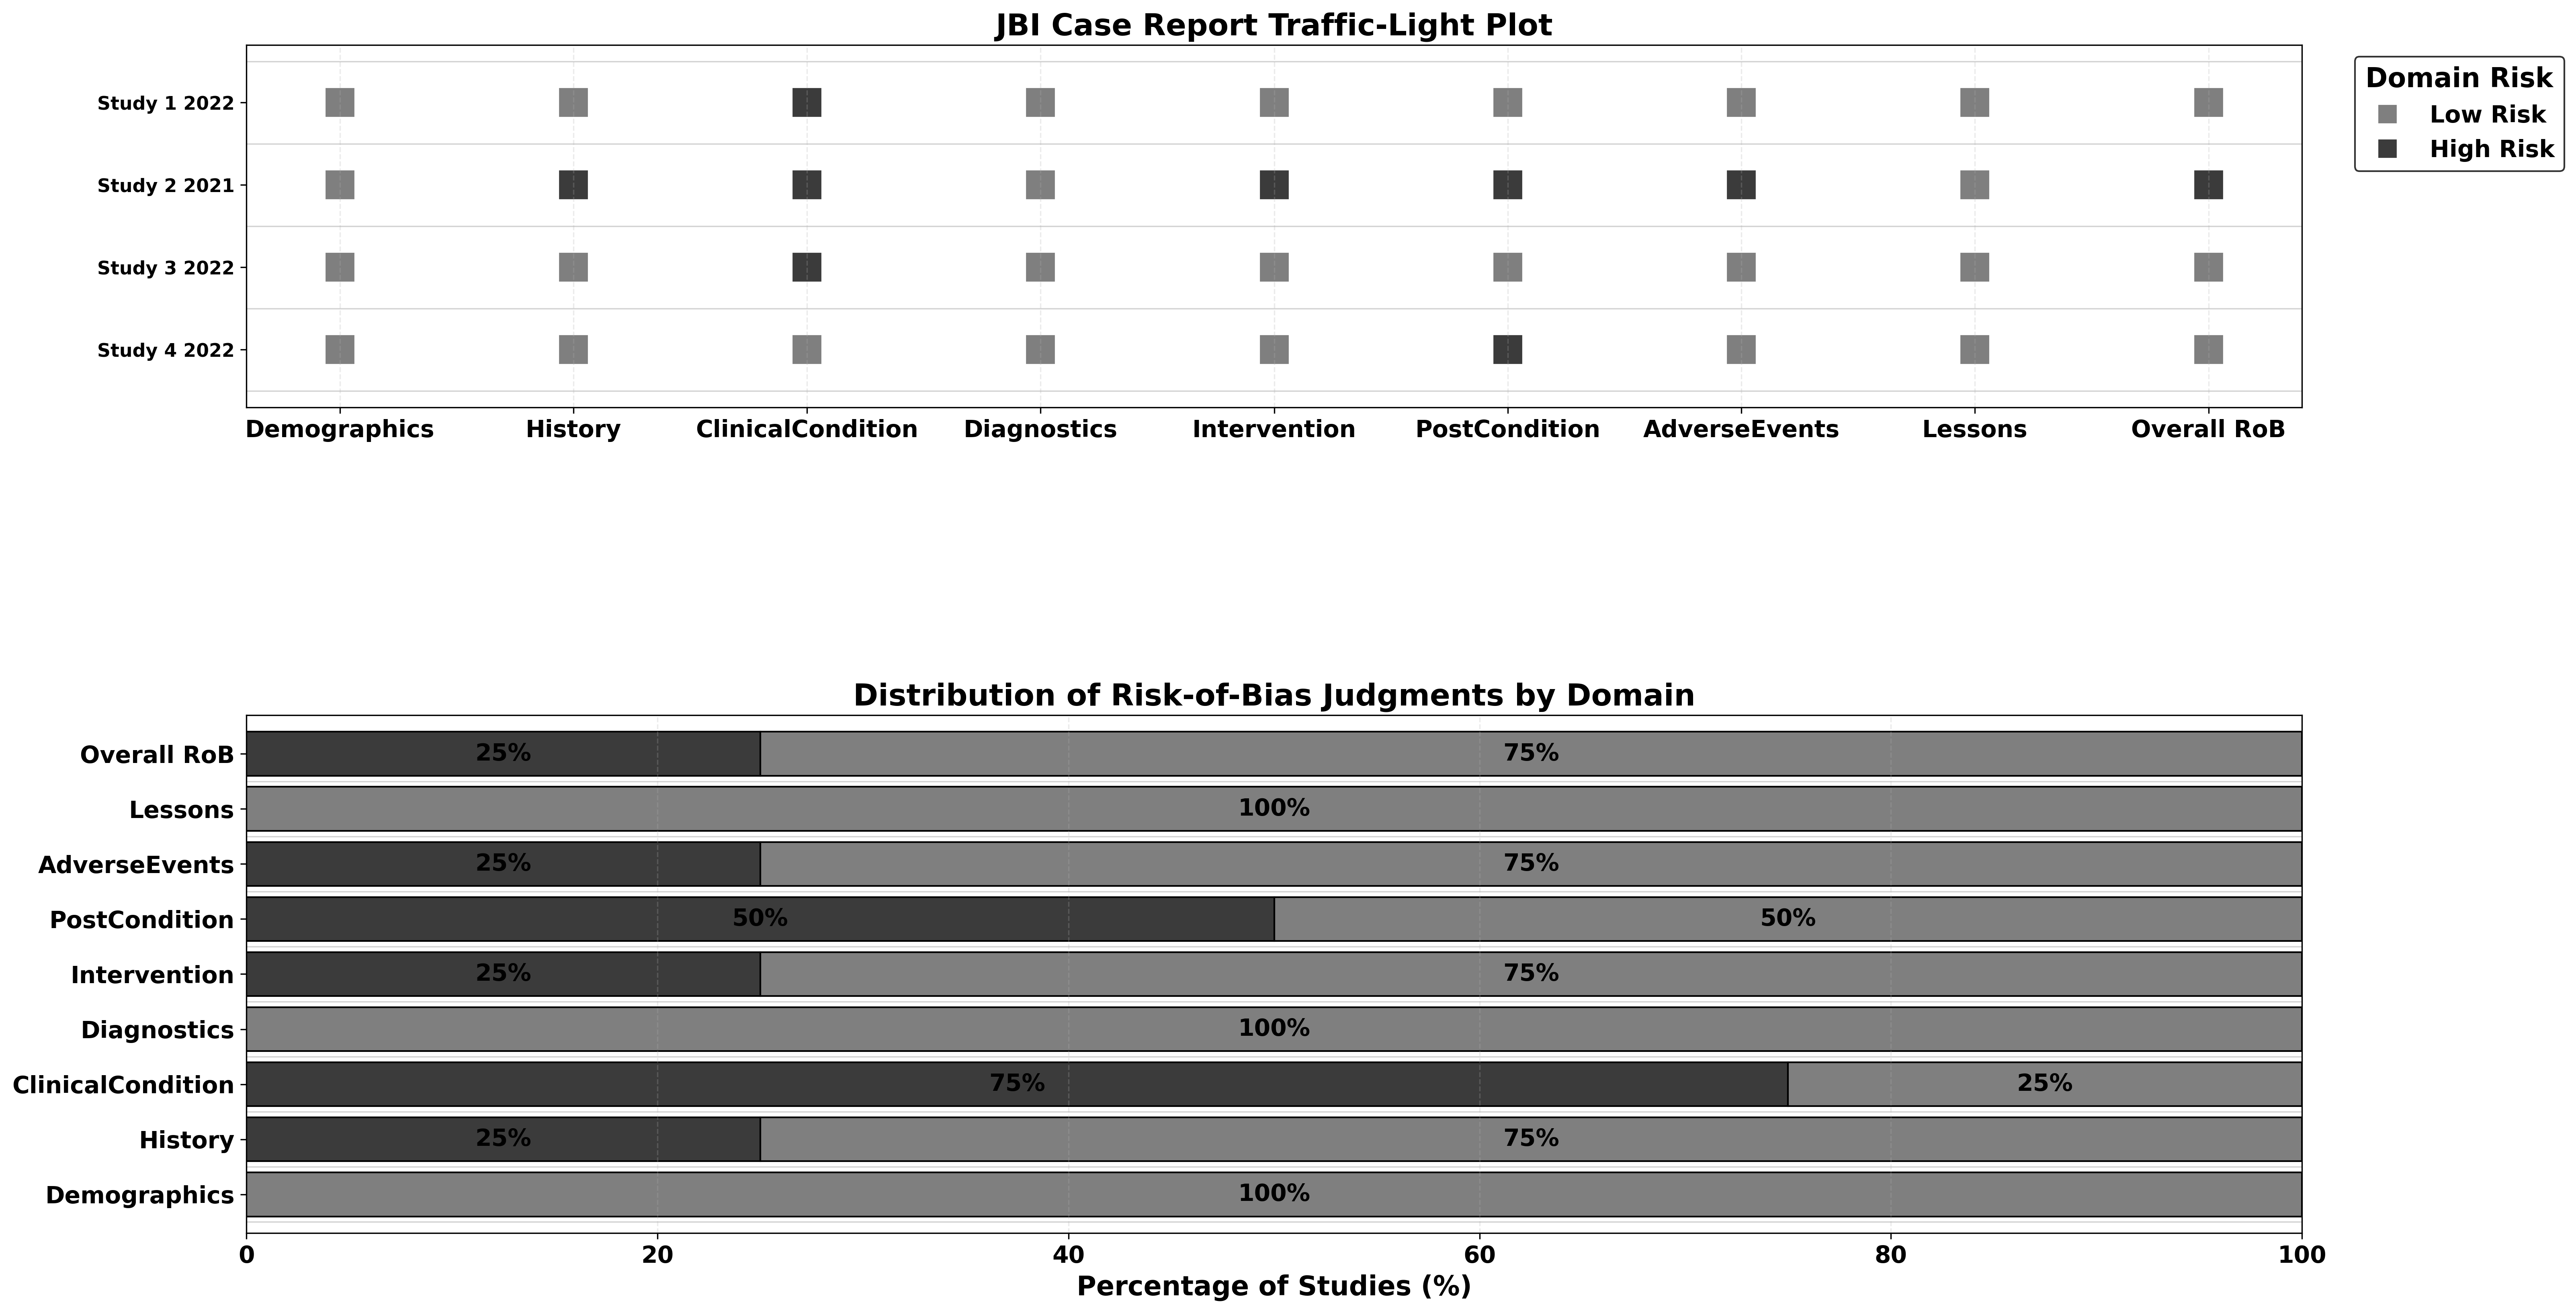 JBI Case Report Traffic-Light Plot
Domain Risk
Low Risk
High Risk
Study 1 2022
Study 2 2021
Study 3 2022
Study 4 2022
Demographics History ClinicalCondition Diagnostics Intervention PostCondition AdverseEvents Lessons Overall RoB
Distribution of Risk-of-Bias Judgments by Domain
Overall RoB 25% 75%
Lessons 100%
AdverseEvents 25% 75%
PostCondition 50% 50%
Intervention 25% 75%
Diagnostics 100%
ClinicalCondition 75% 25%
History 25% 75%
Demographics 100%
0 20 40 60 80 100
Percentage of Studies (%)